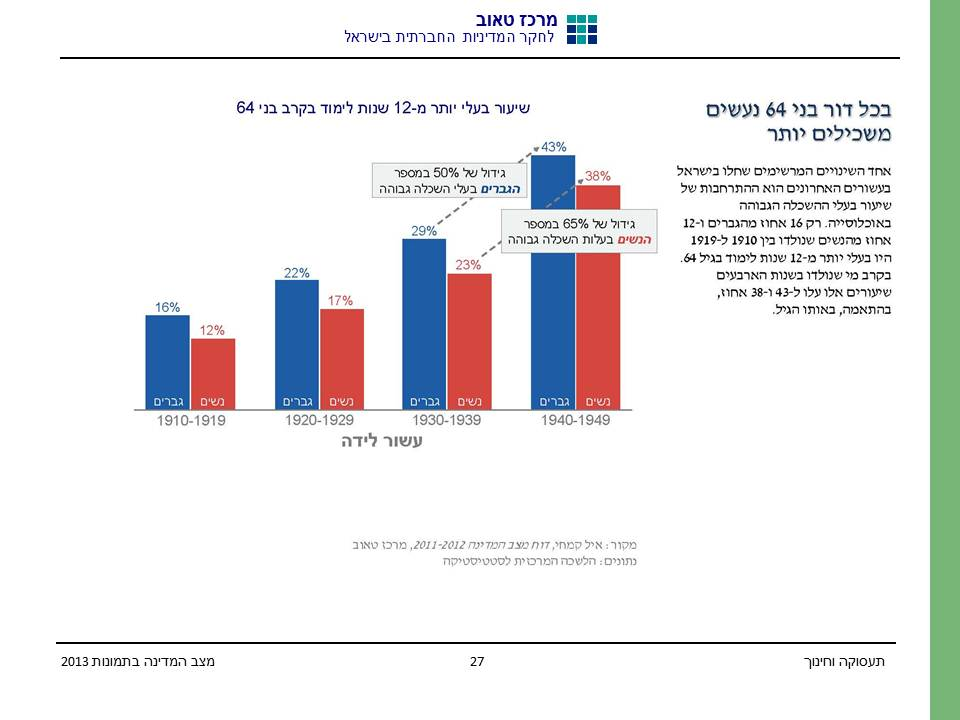 מרכז טאוב
לחקר המדיניות החברתית בישראל
בכל דור בני 64 נעשים
משכילים יותר
אחד השינויים המרשימים שחלו בישראל
בעשורים האחרונים הוא ההתרחבות של
שיעור בעלי ההשכלה הגבוהה
באוכלוסייה. רק 16 אחוז מהגברים ו-12
אחוז מהנשים שנולדו בין 1910 ל-1919
היו בעלי יותר מ-12 שנות לימוד בגיל 64.
בקרב מי שנולדו בשנות הארבעים
שיעורים אלו עלו ל-43 ו-38 אחוז,
בהתאמה, באותו הגיל.
שיעור בעלי יותר מ-12 שנות לימוד בקרב בני 64
43%
38%
גידול של 50% במספר
הגברים בעלי השכלה גבוהה
גידול של 65% במספר
הנשים בעלות השכלה גבוהה
29%
23%
22%
17%
16%
12%
גברים נשים גברים נשים גברים נשים גברים נשים
1910-1919 1920-1929 1930-1939 1940-1949
עשור לידה
מקור: איל קמחי, דוח מצב המדינה 2011-2012, מרכז טאוב
נתונים: הלשכה המרכזית לסטטיסטיקה
תעסוקה וחינוך 27 מצב המדינה בתמונות 2013